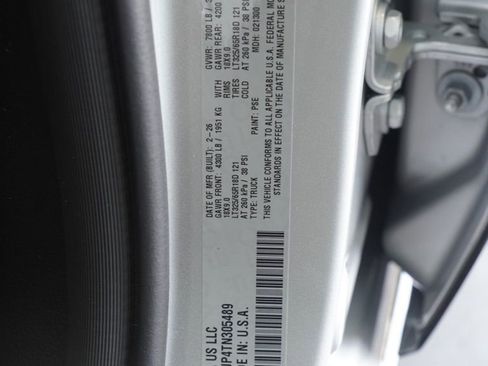 US LLC
DATE OF MFR (BUILT): 2-26
GVWR: 7800 LB /
GAWR FRONT: 4300 LB / 1951 KG
WITH
GAWR REAR: 4200
18X9.0
RIMS
18X9.0
LT325/65R18D 121
TIRES
LT325/65R18D 121
AT 260 kPa / 38 PSI
COLD
AT 260 kPa / 38 PSI
TYPE: TRUCK
PAINT: PSE
MDH: 021300
THIS VEHICLE CONFORMS TO ALL APPLICABLE U.S.A. FEDERAL MO
STANDARDS IN EFFECT ON THE DATE OF MANUFACTURE
P4TN305489
DE IN: U.S.A.